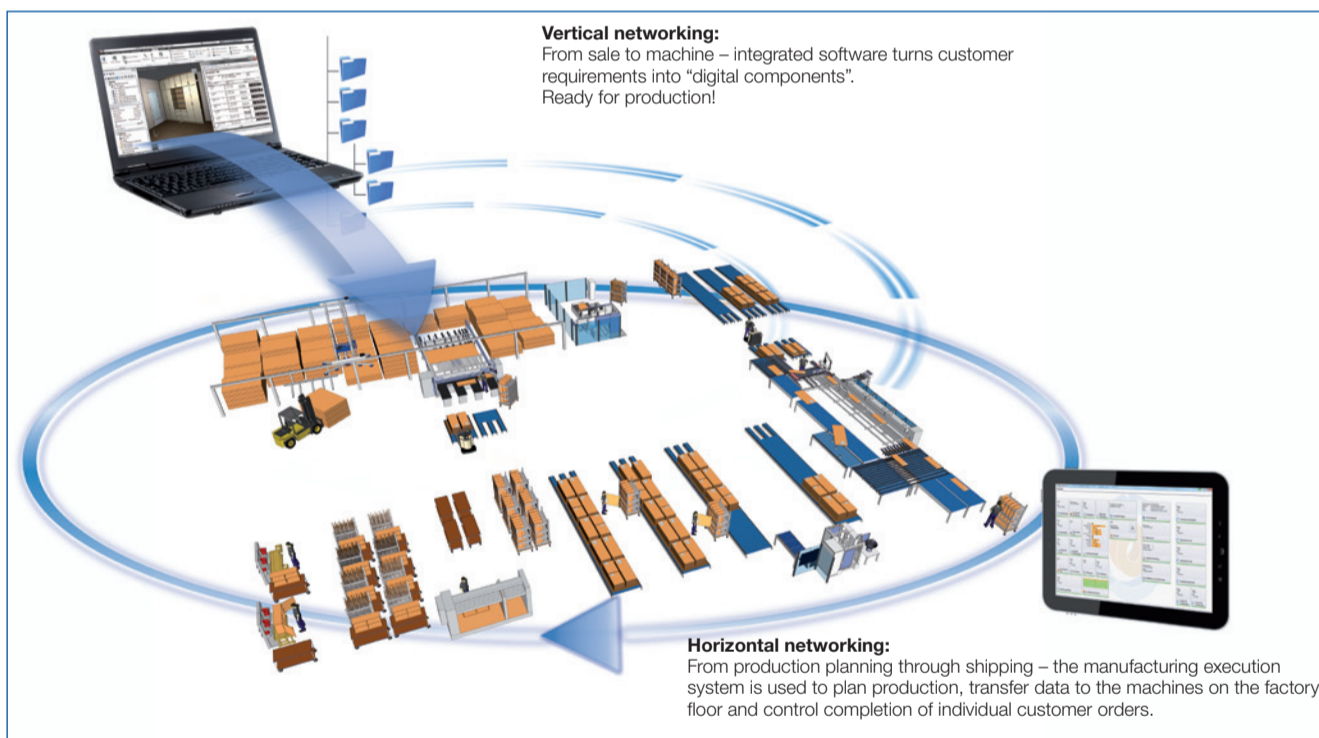 Vertical networking:
From sale to machine – integrated software turns customer
requirements into “digital components”.
Ready for production!
Horizontal networking:
From production planning through shipping – the manufacturing execution
system is used to plan production, transfer data to the machines on the factory
floor and control completion of individual customer orders.